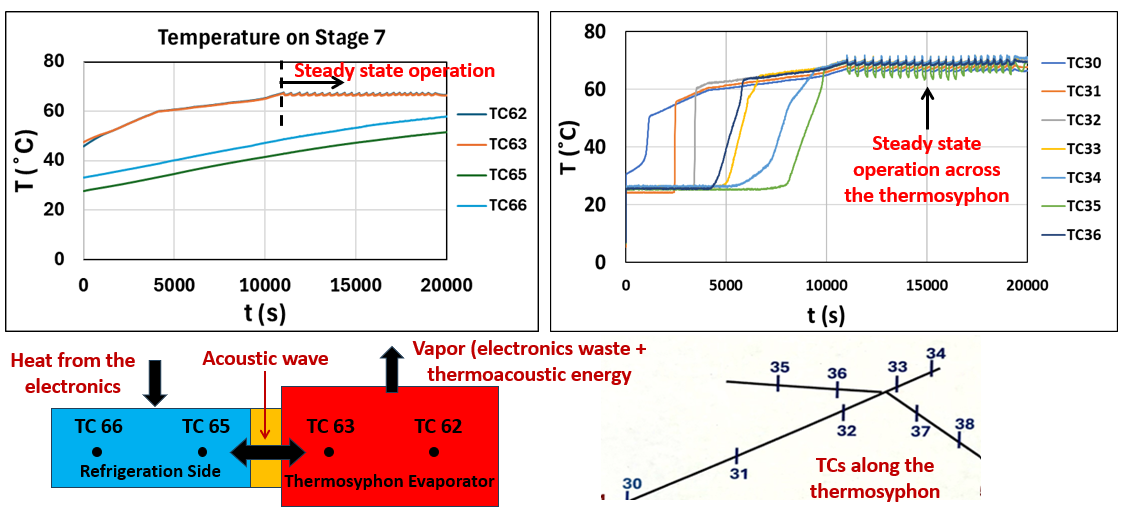 Temperature on Stage 7
80
60
40
20
0
T (˚C)
0 5000 10000 15000 20000
t (s)
Steady state operation
TC62
TC63
TC65
TC66
80
60
40
20
0
T (˚C)
0 5000 10000 15000 20000
t (s)
Steady state
operation across
the thermosyphon
TC30
TC31
TC32
TC33
TC34
TC35
TC36
Heat from the
electronics
Acoustic wave
Vapor (electronics waste +
thermoacoustic energy
TC 66 TC 65 TC 63 TC 62
Refrigeration Side
Thermosyphon Evaporator
34
35 36 33
32 37 38
31
30
TCs along the
thermosyphon